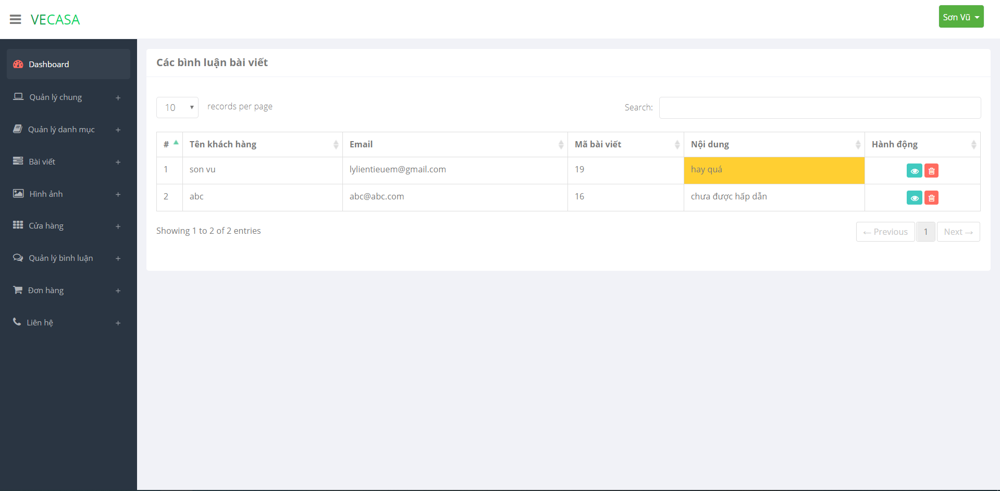 VECASA
Sơn Vũ
Dashboard
Quản lý chung
Quản lý danh mục
Bài viết
Hình ảnh
Cửa hàng
Quản lý bình luận
Đơn hàng
Liên hệ
Các bình luận bài viết
10 records per page
Search:
# Tên khách hàng Email Mã bài viết Nội dung Hành động
1 son vu lylientieuem@gmail.com 19 hay quá
2 abc abc@abc.com 16 chưa được hấp dẫn
Showing 1 to 2 of 2 entries
← Previous 1 Next →